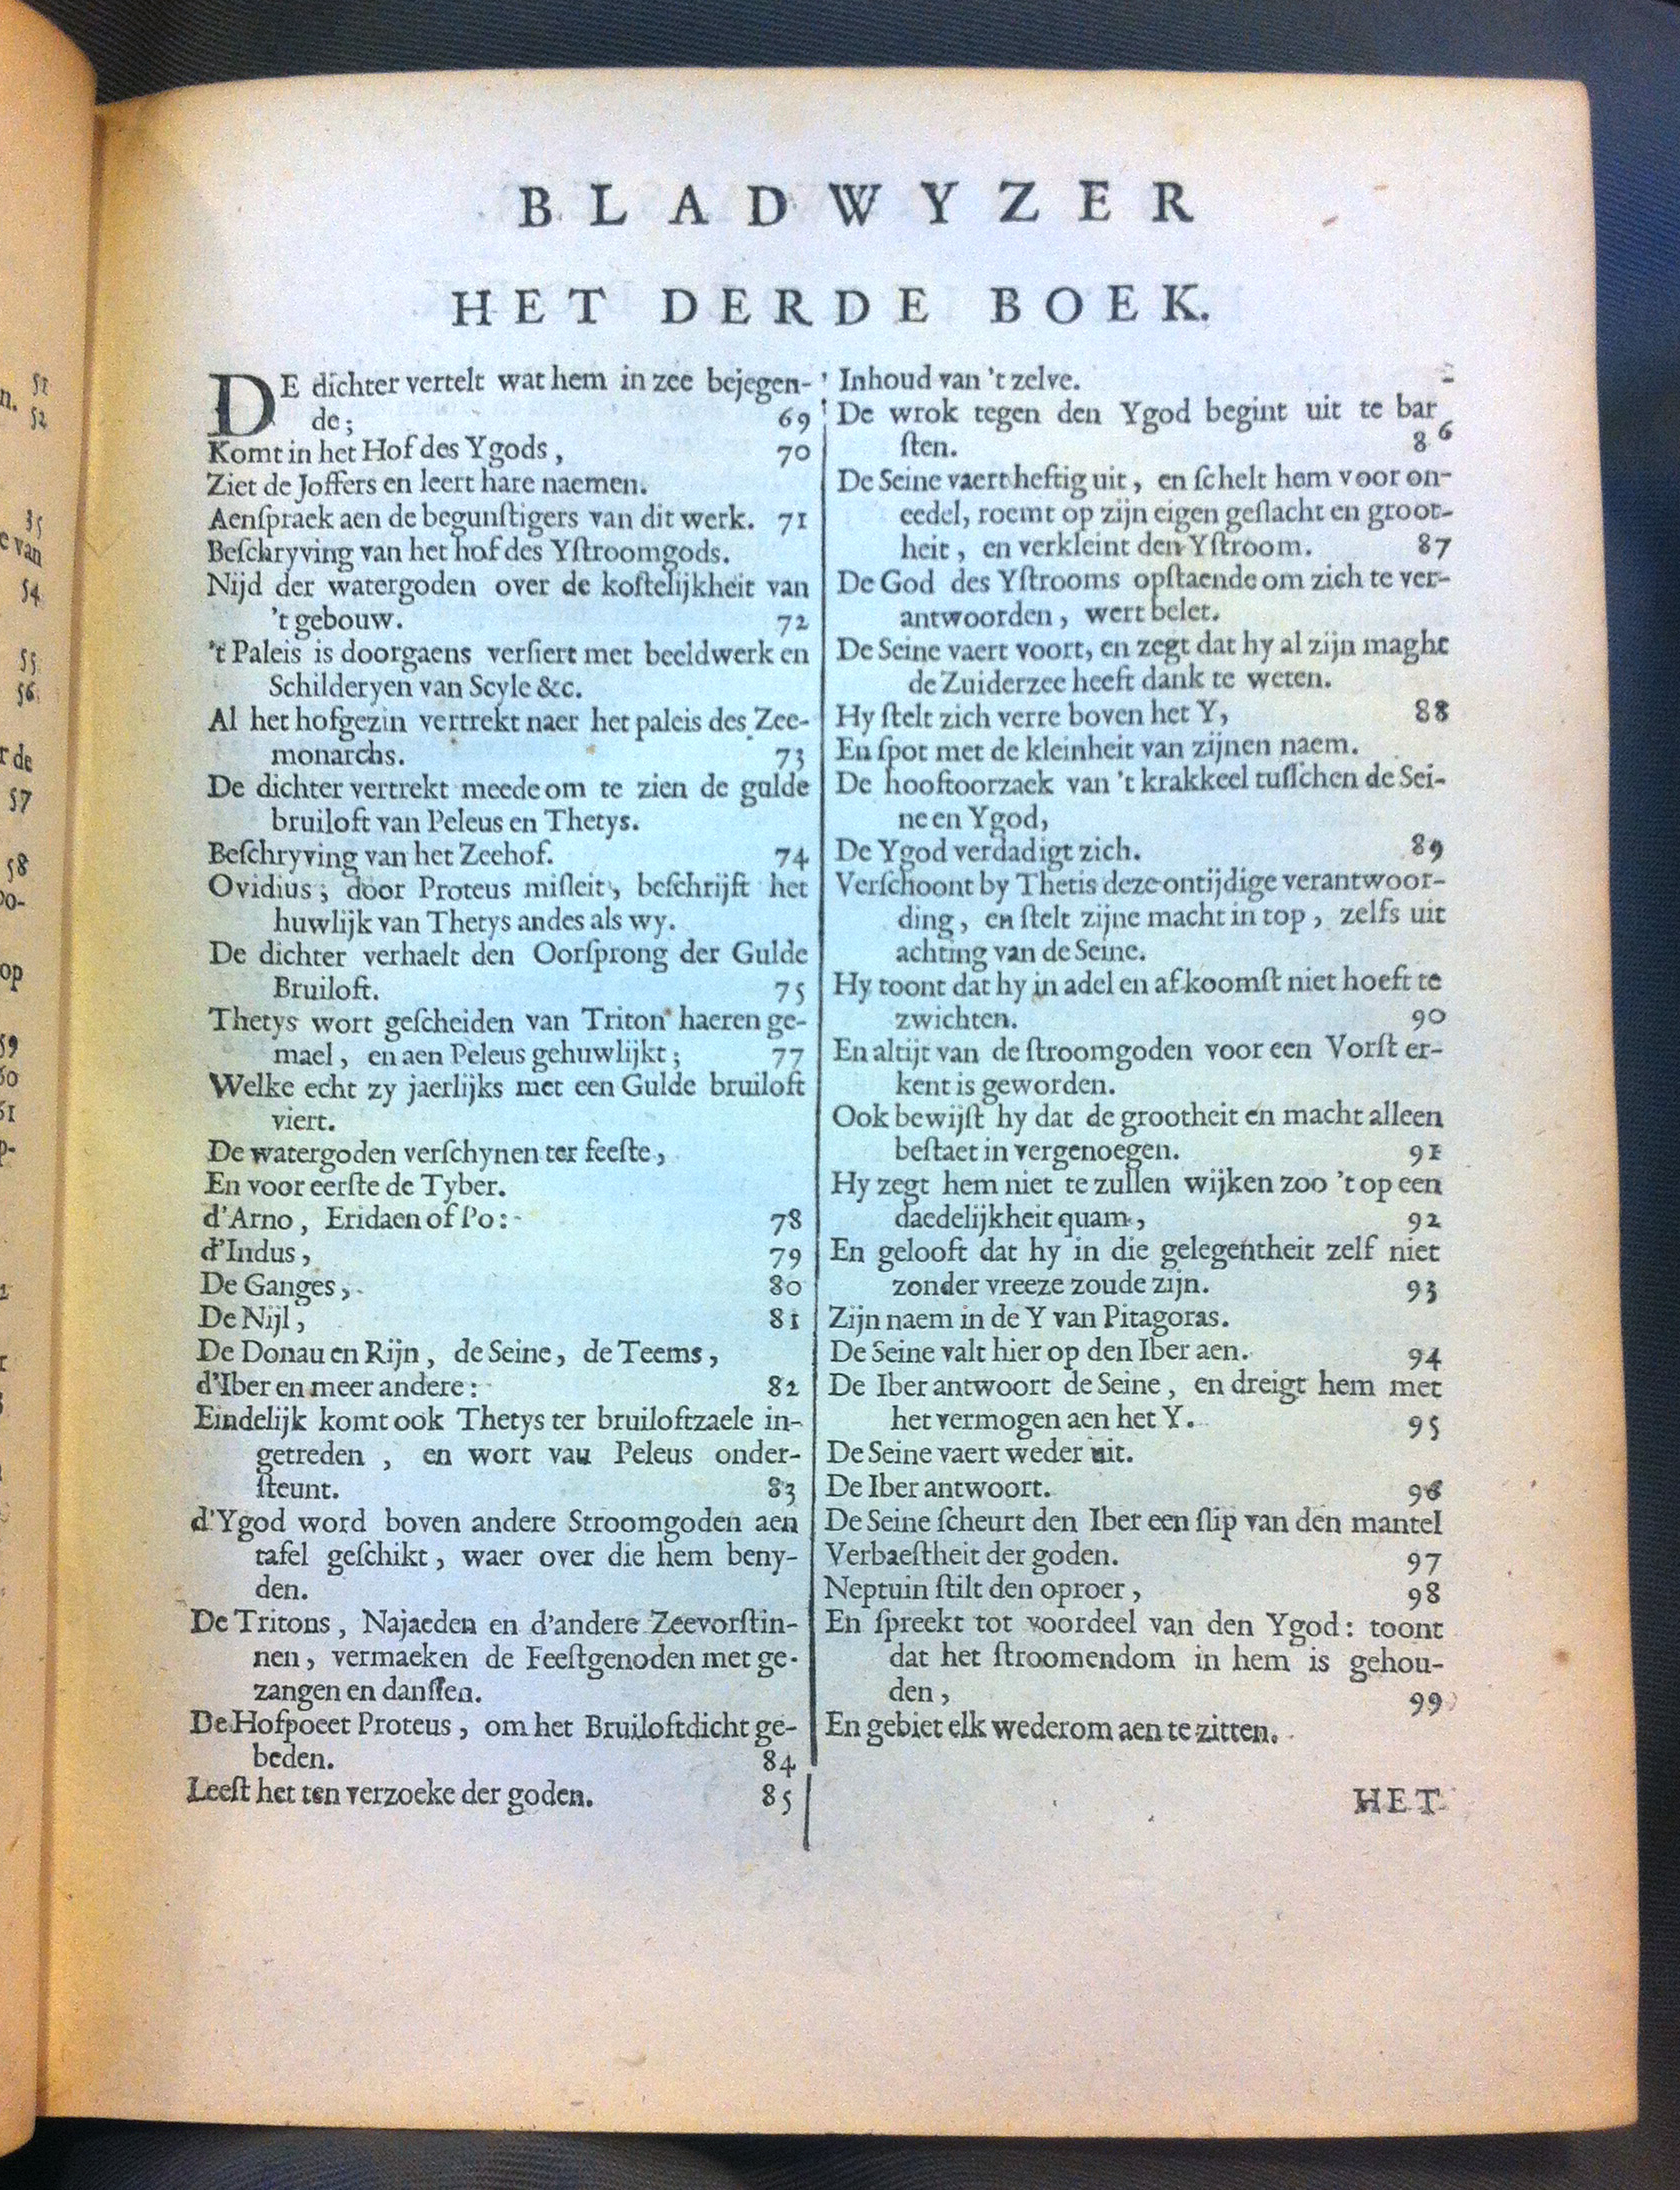 BLADWYZER
HET DERDE BOEK.
DE dichter vertelt wat hem in zee bejegen-
de; 69
Komt in het Hof des Ygods, 70
Ziet de Joffers en leert hare naemen.
Aenſpraek aen de begunſtigers van dit werk. 71
Beſchryving van het hof des Yſtroomgods.
Nijd der watergoden over de koſtelijkheit van
't gebouw. 72
't Paleis is doorgaens verſiert met beeldwerk en
Schilderyen van Scyle &c.
Al het hofgezin vertrekt naer het paleis des Zee-
monarchs. 73
De dichter vertrekt meede om te zien de gulde
bruiloft van Peleus en Thetys.
Beſchryving van het Zeehof. 74
Ovidius; door Proteus miſleit, beſchrijft het
huwlijk van Thetys andes als wy.
De dichter verhaelt den Oorſprong der Gulde
Bruiloft. 75
Thetys wort geſcheiden van Triton haeren ge-
mael, en aen Peleus gehuwlijkt; 77
Welke echt zy jaerlijks met een Gulde bruiloft
viert.
De watergoden verſchynen ter feeſte,
En voor eerſte de Tyber.
d'Arno, Eridaen of Po: 78
d'Indus, 79
De Ganges, 80
De Nijl, 81
De Donau en Rijn, de Seine, de Teems,
d'Iber en meer andere: 82
Eindelijk komt ook Thetys ter bruiloftzaele in-
getreden, en wort vau Peleus onder-
ſteunt. 83
d'Ygod word boven andere Stroomgoden aen
tafel geſchikt, waer over die hem beny-
den.
De Tritons, Najaeden en d'andere Zeevorſtin-
nen, vermaeken de Feeſtgenoden met ge-
zangen en danſſen.
De Hofpoeet Proteus, om het Bruiloftdicht ge-
beden. 84
Leeſt het ten verzoeke der goden. 85
Inhoud van 't zelve.
De wrok tegen den Ygod begint uit te bar
ſten. 86
De Seine vaert heftig uit, en ſchelt hem voor on-
eedel, roemt op zijn eigen geſlacht en groot-
heit, en verkleint den Yſtroom. 87
De God des Yſtrooms opſtaende om zich te ver-
antwoorden, wert belet.
De Seine vaert voort, en zegt dat hy al zijn maght
de Zuiderzee heeft dank te weten.
Hy ſtelt zich verre boven het Y, 88
En ſpot met de kleinheit van zijnen naem.
De hooftoorzaek van 't krakkeel tuſſchen de Sei-
ne en Ygod,
De Ygod verdadigt zich. 89
Verſchoont by Thetis deze ontijdige verantwoor-
ding, en ſtelt zijne macht in top, zelfs uit
achting van de Seine.
Hy toont dat hy in adel en afkoomſt niet hoeft te
zwichten. 90
En altijt van de ſtroomgoden voor een Vorſt er-
kent is geworden.
Ook bewijſt hy dat de grootheit en macht alleen
beſtaet in vergenoegen. 91
Hy zegt hem niet te zullen wijken zoo 't op een
daedelijkheit quam, 92
En gelooft dat hy in die gelegentheit zelf niet
zonder vreeze zoude zijn. 93
Zijn naem in de Y van Pitagoras.
De Seine valt hier op den Iber aen. 94
De Iber antwoort de Seine, en dreigt hem met
het vermogen aen het Y. 95
De Seine vaert weder uit.
De Iber antwoort. 96
De Seine ſcheurt den Iber een ſlip van den mantel
Verbaeſtheit der goden. 97
Neptuin ſtilt den oproer, 98
En ſpreekt tot voordeel van den Ygod: toont
dat het ſtroomendom in hem is gehou-
den, 99
En gebiet elk wederom aen te zitten.
HET